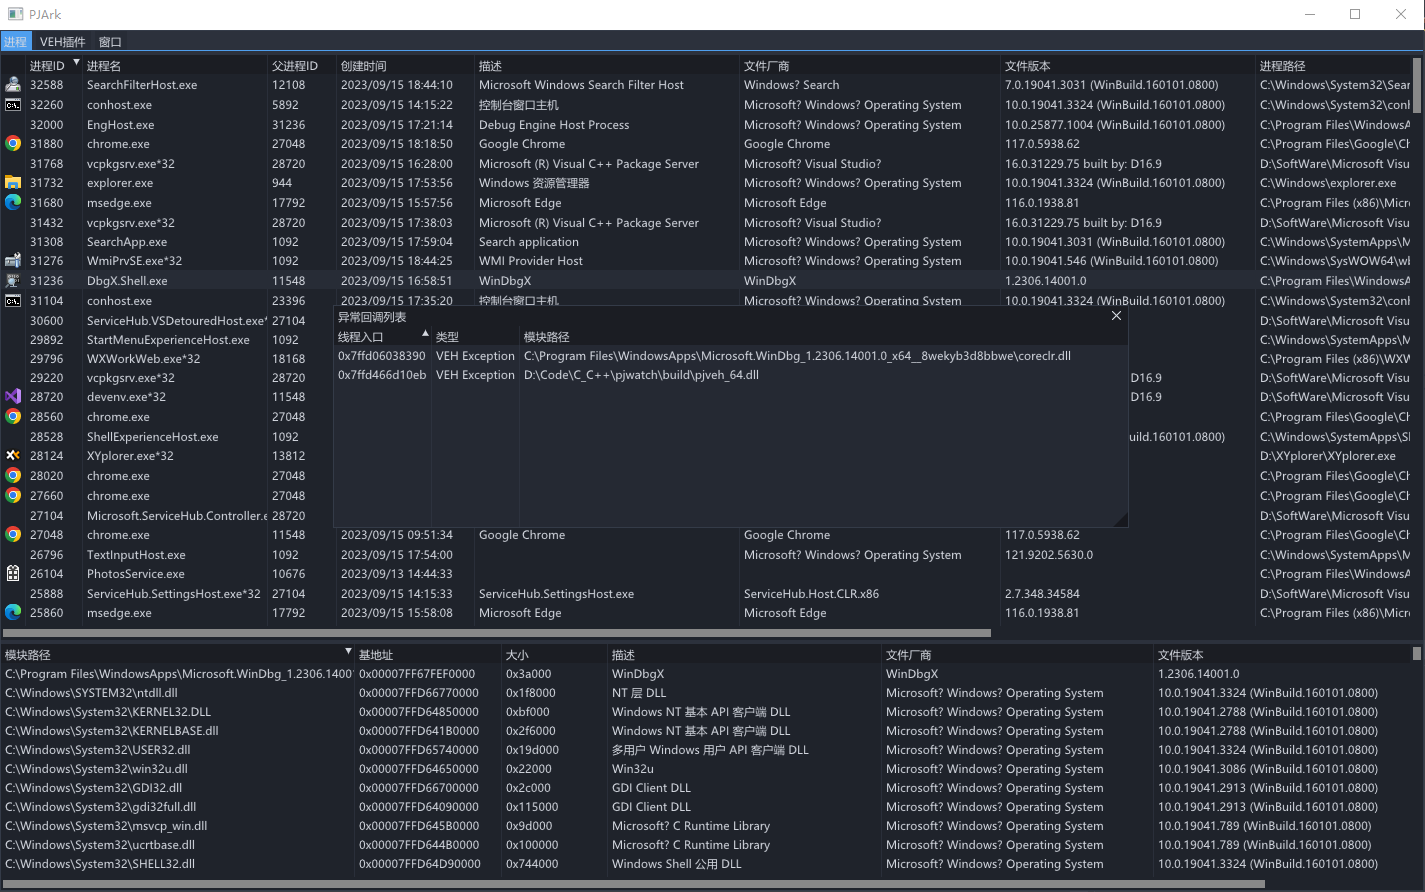 PJArk
进程 VEH插件 窗口
进程ID 进程名 父进程ID 创建时间 描述 文件厂商 文件版本 进程路径
32588 SearchFilterHost.exe 12108 2023/09/15 18:44:10 Microsoft Windows Search Filter Host Windows? Search 7.0.19041.3031 (WinBuild.160101.0800) C:\Windows\System32\Sear
32260 conhost.exe 5892 2023/09/15 14:15:22 控制台窗口主机 Microsoft? Windows? Operating System 10.0.19041.3324 (WinBuild.160101.0800) C:\Windows\System32\conh
32000 EngHost.exe 31236 2023/09/15 17:21:14 Debug Engine Host Process Microsoft? Windows? Operating System 10.0.25877.1004 (WinBuild.160101.0800) C:\Program Files\WindowsA
31880 chrome.exe 27048 2023/09/15 18:18:50 Google Chrome Google Chrome 117.0.5938.62 C:\Program Files\Google\Ch
31768 vcpkgsrv.exe*32 28720 2023/09/15 16:28:00 Microsoft (R) Visual C++ Package Server Microsoft? Visual Studio? 16.0.31229.75 built by: D16.9 D:\SoftWare\Microsoft Visu
31732 explorer.exe 944 2023/09/15 17:53:56 Windows 资源管理器 Microsoft? Windows? Operating System 10.0.19041.3324 (WinBuild.160101.0800) C:\Windows\explorer.exe
31680 msedge.exe 17792 2023/09/15 15:57:56 Microsoft Edge Microsoft Edge 116.0.1938.81 C:\Program Files (x86)\Micro
31432 vcpkgsrv.exe*32 28720 2023/09/15 17:38:03 Microsoft (R) Visual C++ Package Server Microsoft? Visual Studio? 16.0.31229.75 built by: D16.9 D:\SoftWare\Microsoft Visu
31308 SearchApp.exe 1092 2023/09/15 17:59:04 Search application Microsoft? Windows? Operating System 10.0.19041.3031 (WinBuild.160101.0800) C:\Windows\SystemApps\M
31276 WmiPrvSE.exe*32 1092 2023/09/15 18:44:25 WMI Provider Host Microsoft? Windows? Operating System 10.0.19041.546 (WinBuild.160101.0800) C:\Windows\SysWOW64\wb
31236 DbgX.Shell.exe 11548 2023/09/15 16:58:51 WinDbgX WinDbgX 1.2306.14001.0 C:\Program Files\WindowsA
31104 conhost.exe 23396 2023/09/15 17:35:20 控制台窗口主机 Microsoft? Windows? Operating System 10.0.19041.3324 (WinBuild.160101.0800) C:\Windows\System32\conh
30600 ServiceHub.VSDetouredHost.exe* 27104 D:\SoftWare\Microsoft Visu
29892 StartMenuExperienceHost.exe 1092 C:\Windows\SystemApps\M
29796 WXWorkWeb.exe*32 18168 C:\Program Files (x86)\WXW
29220 vcpkgsrv.exe*32 28720 D16.9 D:\SoftWare\Microsoft Visu
28720 devenv.exe*32 11548 D16.9 D:\SoftWare\Microsoft Visu
28560 chrome.exe 27048 C:\Program Files\Google\Ch
28528 ShellExperienceHost.exe 1092 uild.160101.0800) C:\Windows\SystemApps\S
28124 XYplorer.exe*32 13812 D:\XYplorer\XYplorer.exe
28020 chrome.exe 27048 C:\Program Files\Google\Ch
27660 chrome.exe 27048 C:\Program Files\Google\Ch
27104 Microsoft.ServiceHub.Controller.e 28720 D:\SoftWare\Microsoft Visu
27048 chrome.exe 11548 2023/09/15 09:51:34 Google Chrome Google Chrome 117.0.5938.62 C:\Program Files\Google\Ch
26796 TextInputHost.exe 1092 2023/09/15 17:54:00 Microsoft? Windows? Operating System 121.9202.5630.0 C:\Windows\SystemApps\M
26104 PhotosService.exe 10676 2023/09/13 14:44:33 C:\Program Files\WindowsA
25888 ServiceHub.SettingsHost.exe*32 27104 2023/09/15 14:15:33 ServiceHub.SettingsHost.exe ServiceHub.Host.CLR.x86 2.7.348.34584 D:\SoftWare\Microsoft Visu
25860 msedge.exe 17792 2023/09/15 15:58:08 Microsoft Edge Microsoft Edge 116.0.1938.81 C:\Program Files (x86)\Micro
异常回调列表
线程入口 类型 模块路径
0x7ffd06038390 VEH Exception C:\Program Files\WindowsApps\Microsoft.WinDbg_1.2306.14001.0_x64__8wekyb3d8bbwe\coreclr.dll
0x7ffd466d10eb VEH Exception D:\Code\C_C++\pjwatch\build\pjveh_64.dll
模块路径 基地址 大小 描述 文件厂商 文件版本
C:\Program Files\WindowsApps\Microsoft.WinDbg_1.2306.1400 0x00007FF67FEF0000 0x3a000 WinDbgX WinDbgX 1.2306.14001.0
C:\Windows\SYSTEM32\ntdll.dll 0x00007FFD66770000 0x1f8000 NT 层 DLL Microsoft? Windows? Operating System 10.0.19041.3324 (WinBuild.160101.0800)
C:\Windows\System32\KERNEL32.DLL 0x00007FFD64850000 0xbf000 Windows NT 基本 API 客户端 DLL Microsoft? Windows? Operating System 10.0.19041.2788 (WinBuild.160101.0800)
C:\Windows\System32\KERNELBASE.dll 0x00007FFD641B0000 0x2f6000 Windows NT 基本 API 客户端 DLL Microsoft? Windows? Operating System 10.0.19041.2788 (WinBuild.160101.0800)
C:\Windows\System32\USER32.dll 0x00007FFD65740000 0x19d000 多用户 Windows 用户 API 客户端 DLL Microsoft? Windows? Operating System 10.0.19041.3324 (WinBuild.160101.0800)
C:\Windows\System32\win32u.dll 0x00007FFD64650000 0x22000 Win32u Microsoft? Windows? Operating System 10.0.19041.3086 (WinBuild.160101.0800)
C:\Windows\System32\GDI32.dll 0x00007FFD66700000 0x2c000 GDI Client DLL Microsoft? Windows? Operating System 10.0.19041.2913 (WinBuild.160101.0800)
C:\Windows\System32\gdi32full.dll 0x00007FFD64090000 0x115000 GDI Client DLL Microsoft? Windows? Operating System 10.0.19041.2913 (WinBuild.160101.0800)
C:\Windows\System32\msvcp_win.dll 0x00007FFD645B0000 0x9d000 Microsoft? C Runtime Library Microsoft? Windows? Operating System 10.0.19041.789 (WinBuild.160101.0800)
C:\Windows\System32\ucrtbase.dll 0x00007FFD644B0000 0x100000 Microsoft? C Runtime Library Microsoft? Windows? Operating System 10.0.19041.789 (WinBuild.160101.0800)
C:\Windows\System32\SHELL32.dll 0x00007FFD64D90000 0x744000 Windows Shell 公用 DLL Microsoft? Windows? Operating System 10.0.19041.3324 (WinBuild.160101.0800)